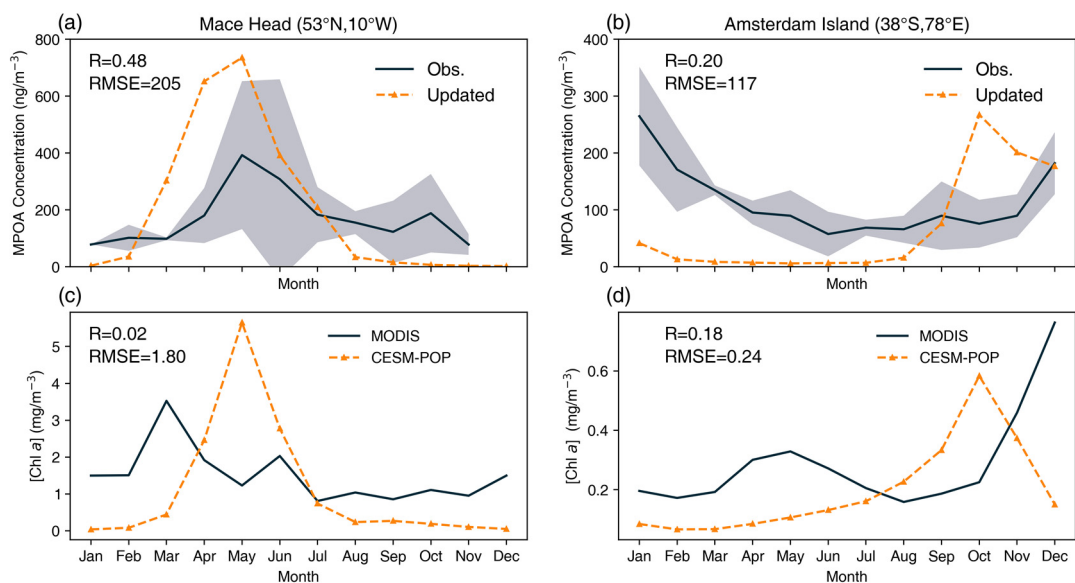 (a)
Mace Head (53°N,10°W)
MPOA Concentration (ng/m⁻³)
800
600
400
200
0
R=0.48
RMSE=205
Obs.
Updated
Month
(b)
Amsterdam Island (38°S,78°E)
MPOA Concentration (ng/m⁻³)
400
300
200
100
0
R=0.20
RMSE=117
Obs.
Updated
Month
(c)
[Chl a] (mg/m⁻³)
5
4
3
2
1
0
R=0.02
RMSE=1.80
MODIS
CESM-POP
Jan Feb Mar Apr May Jun Jul Aug Sep Oct Nov Dec
Month
(d)
[Chl a] (mg/m⁻³)
0.6
0.4
0.2
R=0.18
RMSE=0.24
MODIS
CESM-POP
Jan Feb Mar Apr May Jun Jul Aug Sep Oct Nov Dec
Month